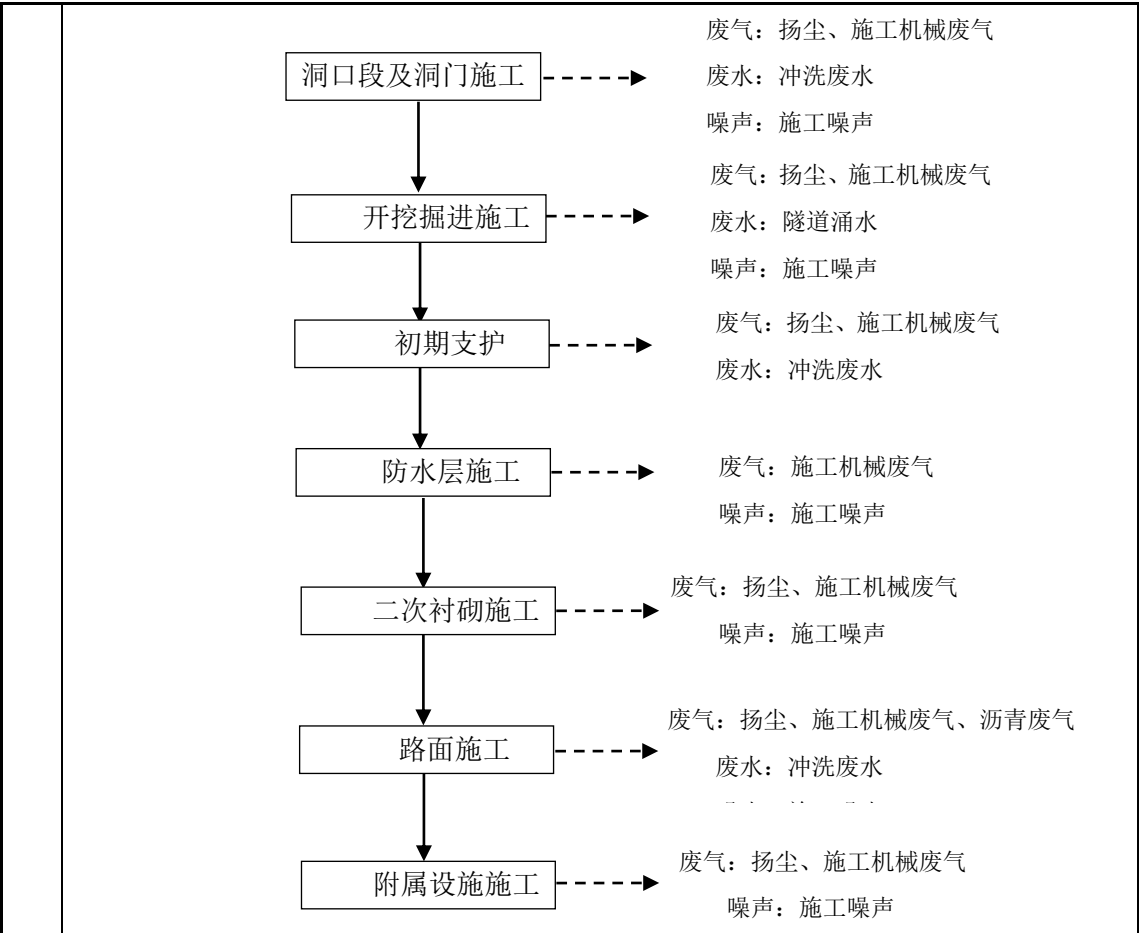 洞口段及洞门施工
废气：扬尘、施工机械废气
废水：冲洗废水
噪声：施工噪声
开挖掘进施工
废气：扬尘、施工机械废气
废水：隧道涌水
噪声：施工噪声
初期支护
废气：扬尘、施工机械废气
废水：冲洗废水
防水层施工
废气：施工机械废气
噪声：施工噪声
二次衬砌施工
废气：扬尘、施工机械废气
噪声：施工噪声
路面施工
废气：扬尘、施工机械废气、沥青废气
废水：冲洗废水
附属设施施工
废气：扬尘、施工机械废气
噪声：施工噪声